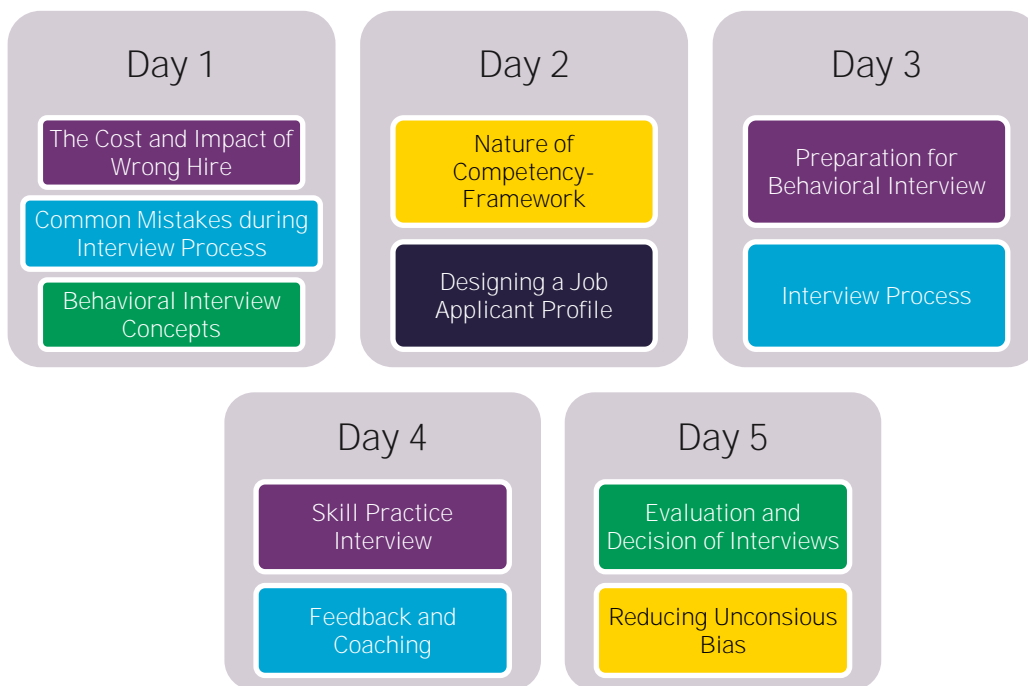 Day 1
The Cost and Impact of
Wrong Hire
Common Mistakes during
Interview Process
Behavioral Interview
Concepts
Day 2
Nature of
Competency-
Framework
Designing a Job
Applicant Profile
Day 3
Preparation for
Behavioral Interview
Interview Process
Day 4
Skill Practice
Interview
Feedback and
Coaching
Day 5
Evaluation and
Decision of Interviews
Reducing Unconsious
Bias